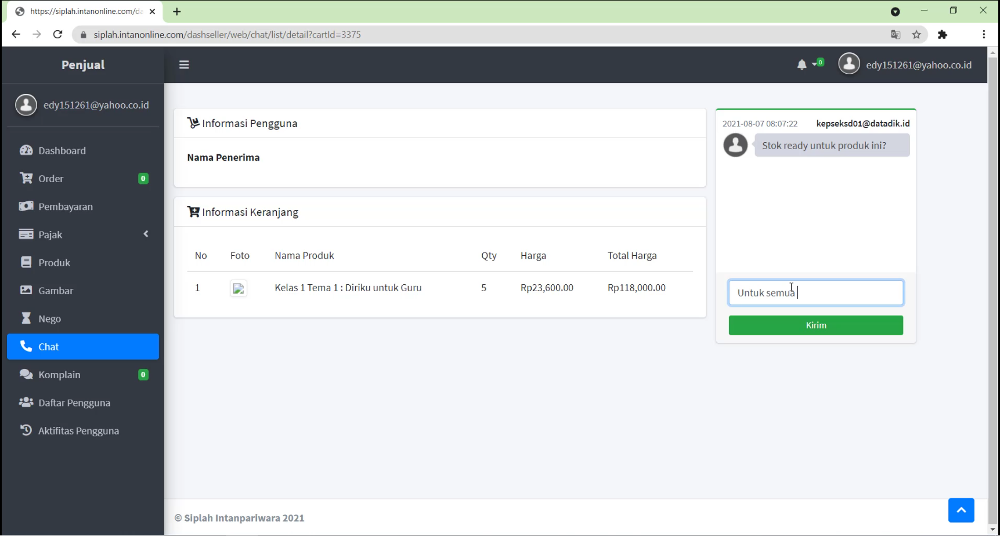 https://siplah.intanonline.com/da
siplah.intanonline.com/dashseller/web/chat/list/detail?cartId=3375
Penjual
0
edy151261@yahoo.co.id
edy151261@yahoo.co.id
Dashboard
Order 0
Pembayaran
Pajak
Produk
Gambar
Nego
Chat
Komplain 0
Daftar Pengguna
Aktifitas Pengguna
Informasi Pengguna
Nama Penerima
Informasi Keranjang
No Foto Nama Produk Qty Harga Total Harga
1 Kelas 1 Tema 1 : Diriku untuk Guru 5 Rp23,600.00 Rp118,000.00
2021-08-07 08:07:22 kepseksd01@datadik.id
Stok ready untuk produk ini?
Untuk semua
Kirim
© Siplah Intanpariwara 2021